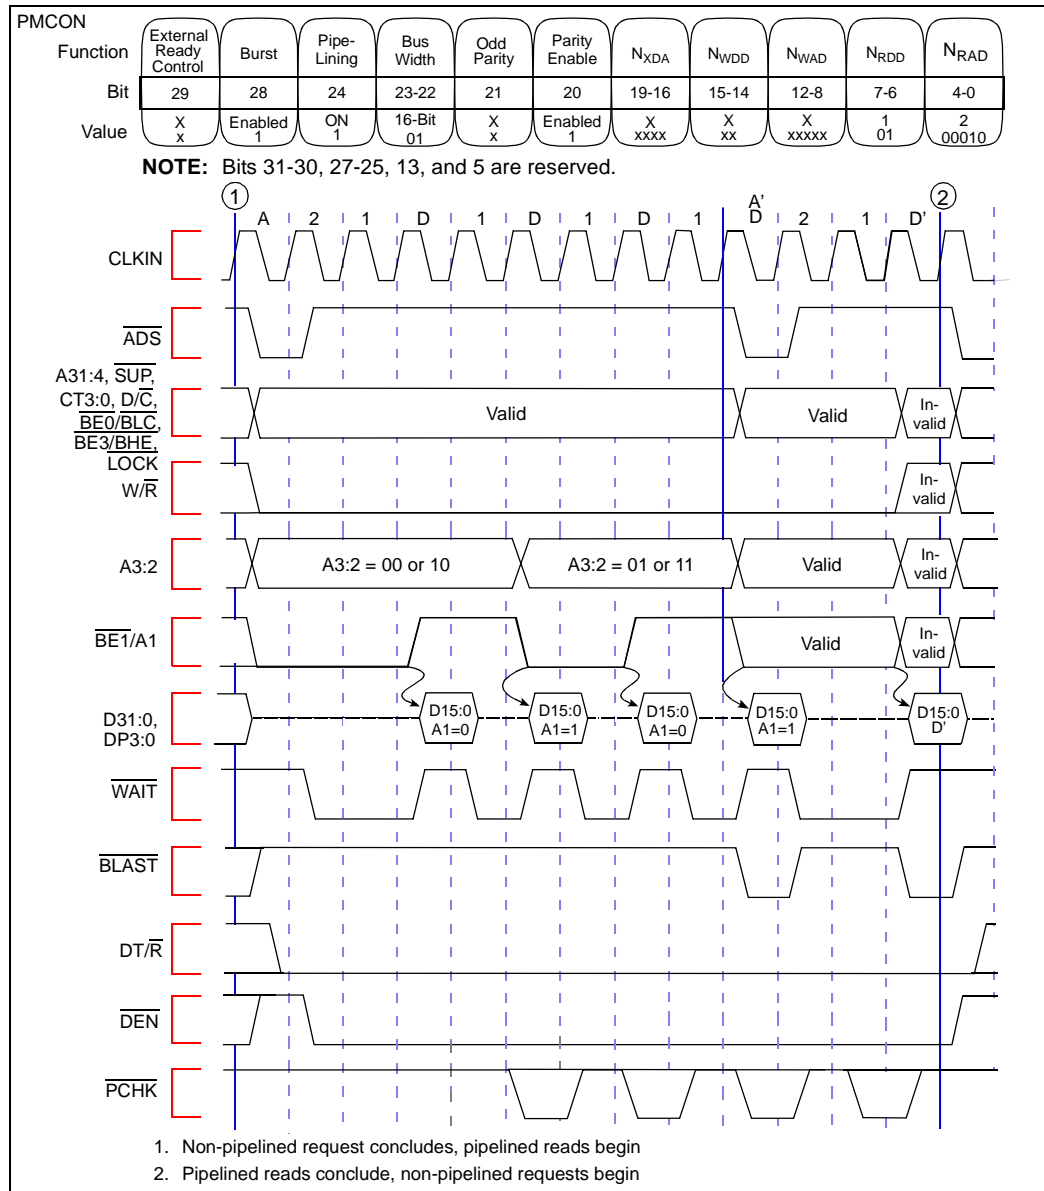 PMCON
Function
External Ready Control
Burst
Pipe-Lining
Bus Width
Odd Parity
Parity Enable
NXDA
NWDD
NWAD
NRDD
NRAD
Bit 29 28 24 23-22 21 20 19-16 15-14 12-8 7-6 4-0
Value X Enabled ON 16-Bit X Enabled X X X 1 2
x 1 1 01 x 1 xxxx xx xxxxx 01 00010
NOTE: Bits 31-30, 27-25, 13, and 5 are reserved.
1 2
A'
A 2 1 D 1 D 1 D 1 D 2 1 D'
CLKIN
ADS
A31:4, SUP,
CT3:0, D/C,
BE0/BLC,
BE3/BHE,
LOCK
Valid Valid In-valid
W/R In-valid
A3:2 A3:2 = 00 or 10 A3:2 = 01 or 11 Valid In-valid
BE1/A1 Valid In-valid
D31:0,
DP3:0
D15:0 D15:0 D15:0 D15:0 D15:0
A1=0 A1=1 A1=0 A1=1 D'
WAIT
BLAST
DT/R
DEN
PCHK
1. Non-pipelined request concludes, pipelined reads begin
2. Pipelined reads conclude, non-pipelined requests begin